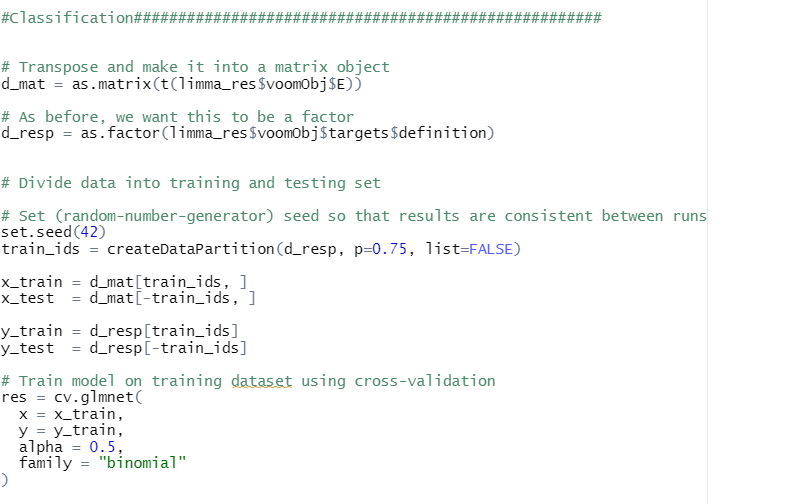 #Classification#####################################################
# Transpose and make it into a matrix object
d_mat = as.matrix(t(limma_res$voomObj$E))
# As before, we want this to be a factor
d_resp = as.factor(limma_res$voomObj$targets$definition)
# Divide data into training and testing set
# Set (random-number-generator) seed so that results are consistent between runs
set.seed(42)
train_ids = createDataPartition(d_resp, p=0.75, list=FALSE)
x_train = d_mat[train_ids, ]
x_test  = d_mat[-train_ids, ]
y_train = d_resp[train_ids]
y_test  = d_resp[-train_ids]
# Train model on training dataset using cross-validation
res = cv.glmnet(
  x = x_train,
  y = y_train,
  alpha = 0.5,
  family = "binomial"
)